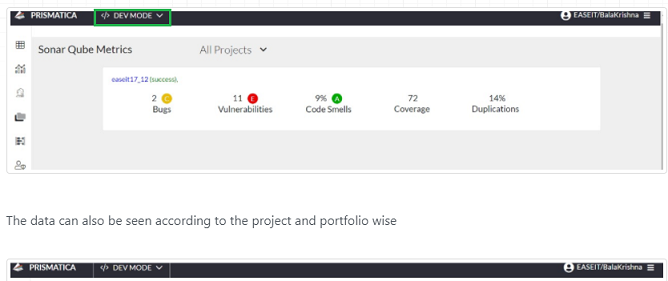 PRISMATICA </> DEV MODE EASEIT/BalaKrishna
Sonar Qube Metrics All Projects
easeit17_12 (success),
2 C 11 E 9% A 72 14%
Bugs Vulnerabilities Code Smells Coverage Duplications
The data can also be seen according to the project and portfolio wise
PRISMATICA </> DEV MODE EASEIT/BalaKrishna